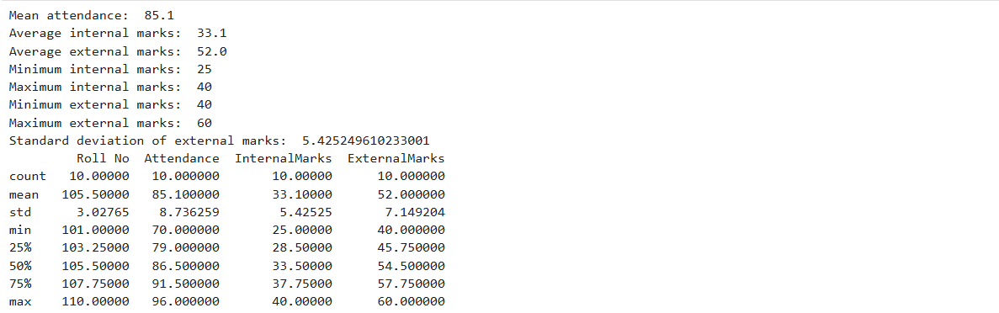 Mean attendance:  85.1
Average internal marks:  33.1
Average external marks:  52.0
Minimum internal marks:  25
Maximum internal marks:  40
Minimum external marks:  40
Maximum external marks:  60
Standard deviation of external marks:  5.425249610233001
         Roll No  Attendance  InternalMarks  ExternalMarks
count   10.00000   10.000000       10.00000      10.000000
mean   105.50000   85.100000       33.10000      52.000000
std      3.02765    8.736259        5.42525       7.149204
min    101.00000   70.000000       25.00000      40.000000
25%    103.25000   79.000000       28.50000      45.750000
50%    105.50000   86.500000       33.50000      54.500000
75%    107.75000   91.500000       37.75000      57.750000
max    110.00000   96.000000       40.00000      60.000000